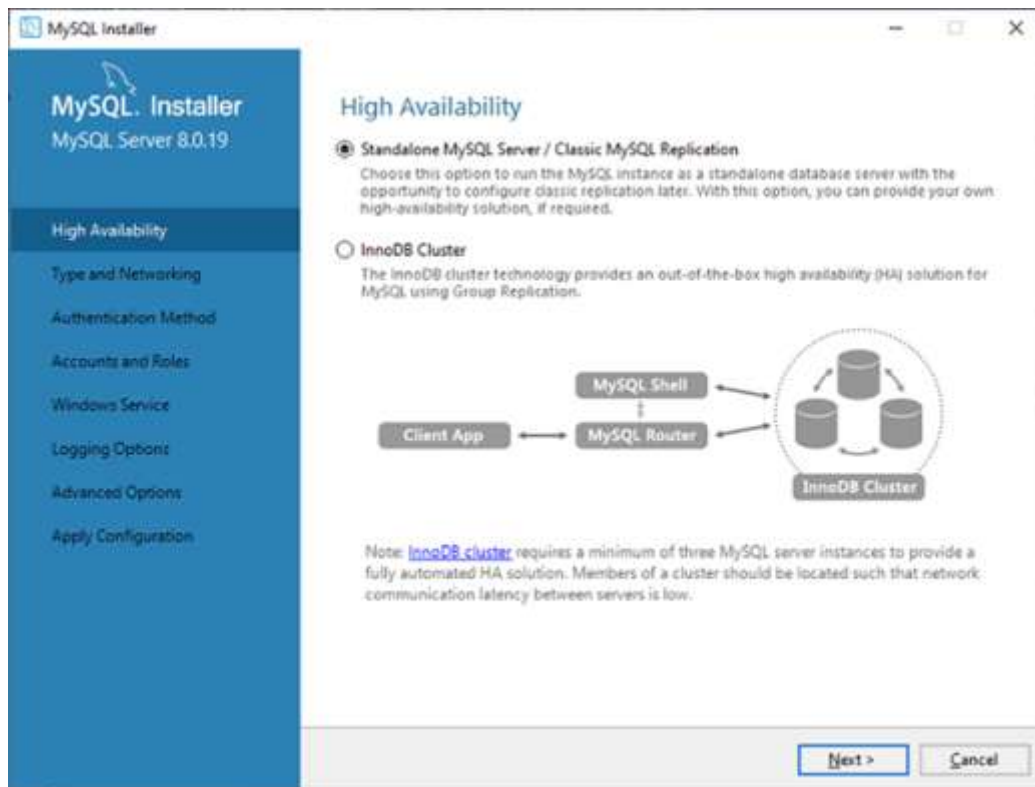 MySQL Installer
MySQL. Installer
MySQL Server 8.0.19
High Availability
Type and Networking
Authentication Method
Accounts and Roles
Windows Service
Logging Options
Advanced Options
Apply Configuration
High Availability
Standalone MySQL Server / Classic MySQL Replication
Choose this option to run the MySQL instance as a standalone database server with the
opportunity to configure classic replication later. With this option, you can provide your own
high-availability solution, if required.
InnoDB Cluster
The InnoDB cluster technology provides an out-of-the-box high availability (HA) solution for
MySQL using Group Replication.
MySQL Shell
Client App
MySQL Router
InnoDB Cluster
Note: InnoDB cluster requires a minimum of three MySQL server instances to provide a
fully automated HA solution. Members of a cluster should be located such that network
communication latency between servers is low.
Next >
Cancel